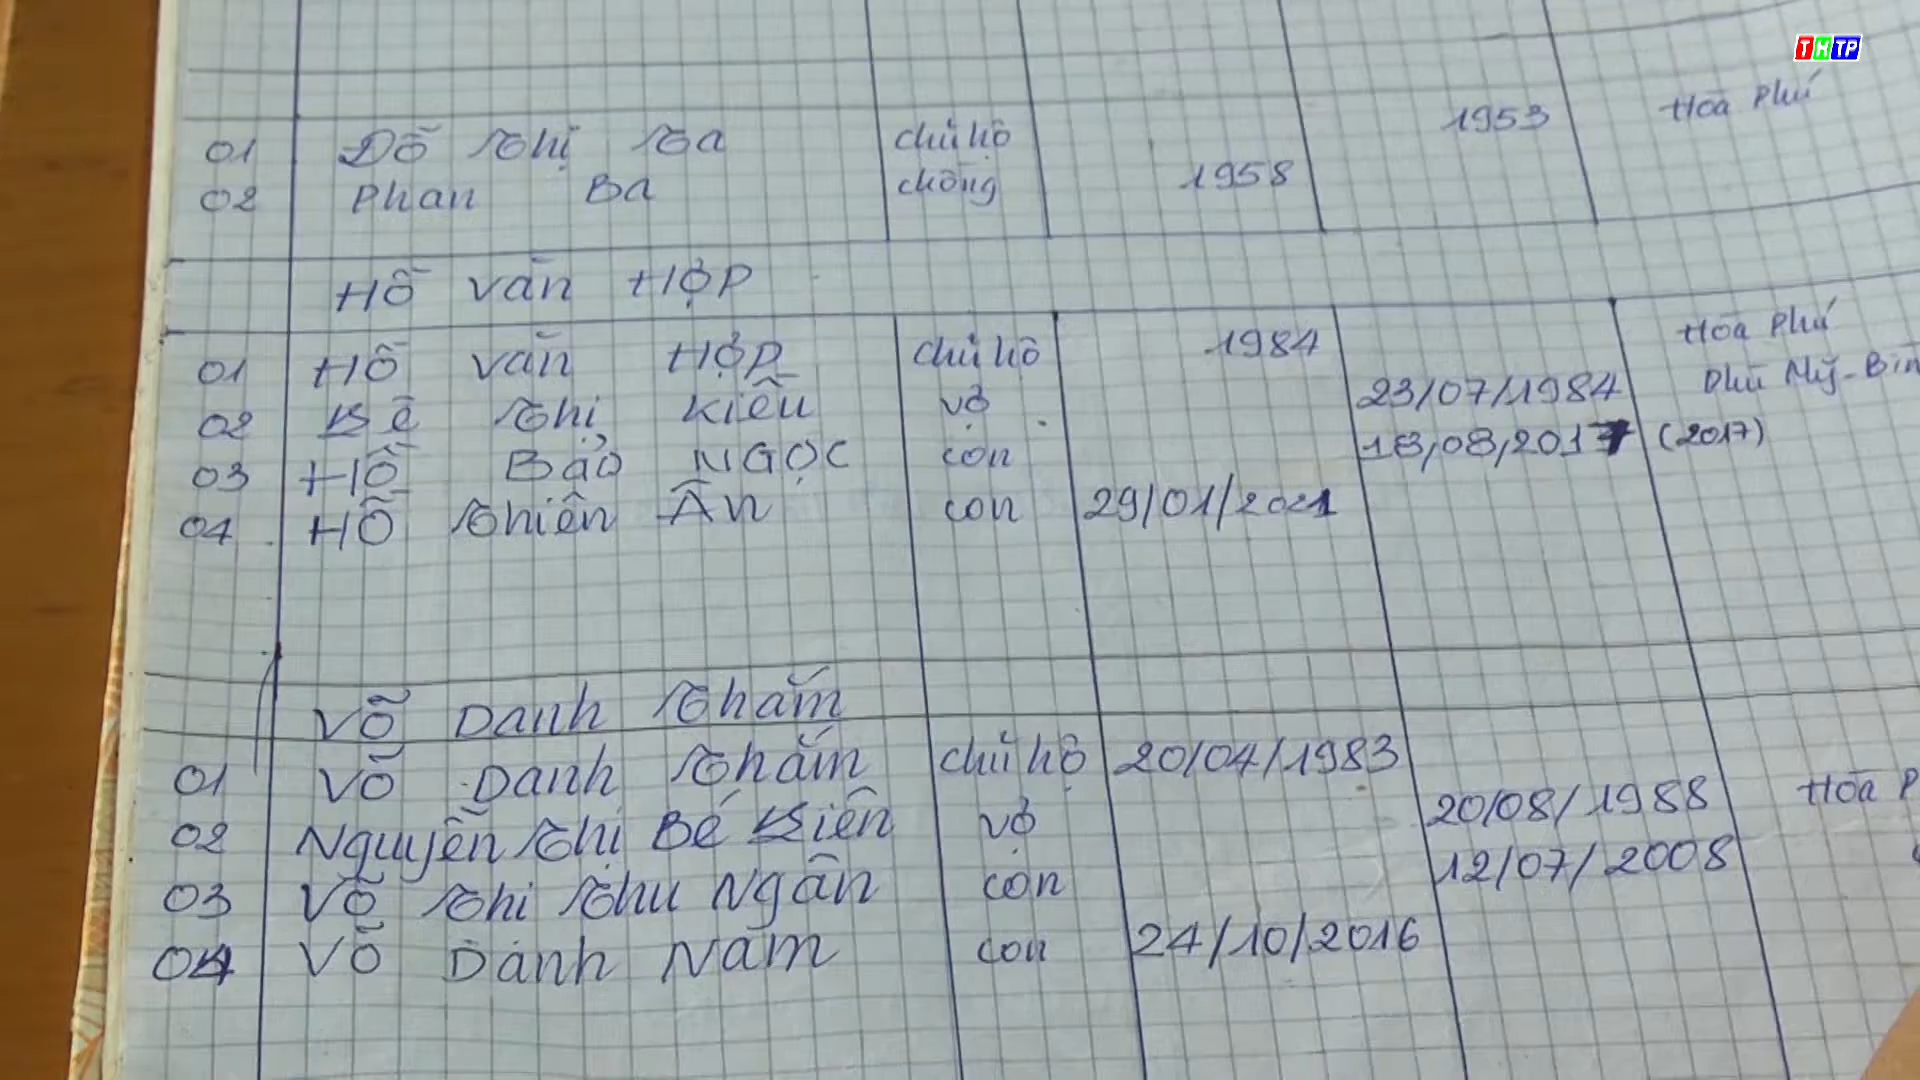 THTP
01 Đỗ Thị Ta chủ hộ 1953 Hòa Phú
02 Phan Ba chồng 1958
Hồ Văn Hợp
01 Hồ Văn Hợp chủ hộ 1984 Hòa Phú
02 Bế Thị Kiều vợ 23/07/1984 Phù Mỹ-Bìn
03 Hồ Bảo Ngọc con 18,08,2017 (2017)
04 Hồ Thiên Ân con 29/01/2021
Võ Danh Thắm
01 Võ Danh Thắm chủ hộ 20/04/1983
02 Nguyễn Thị Bé Kiên vợ 20/08/1988 Hòa P
03 Võ Thị Thu Ngân con 12/07/2008
04 Võ Danh Nam con 24/10/2016